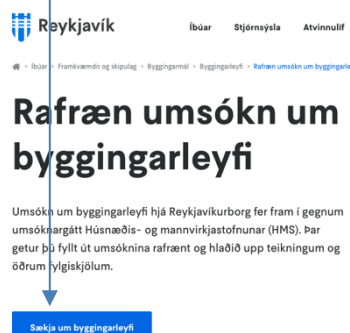 Reykjavík
Íbúar Stjórnsýsla Atvinnulíf
Íbúar › Framkvæmdir og skipulag › Byggingarmál › Byggingarleyfi › Rafræn umsókn um byggingarle
Rafræn umsókn um
byggingarleyfi
Umsókn um byggingarleyfi hjá Reykjavíkurborg fer fram í gegnum
umsóknargátt Húsnæðis- og mannvirkjastofnunar (HMS). Þar
getur þú fyllt út umsóknina rafrænt og hlaðið upp teikningum og
öðrum fylgiskjölum.
Sækja um byggingarleyfi